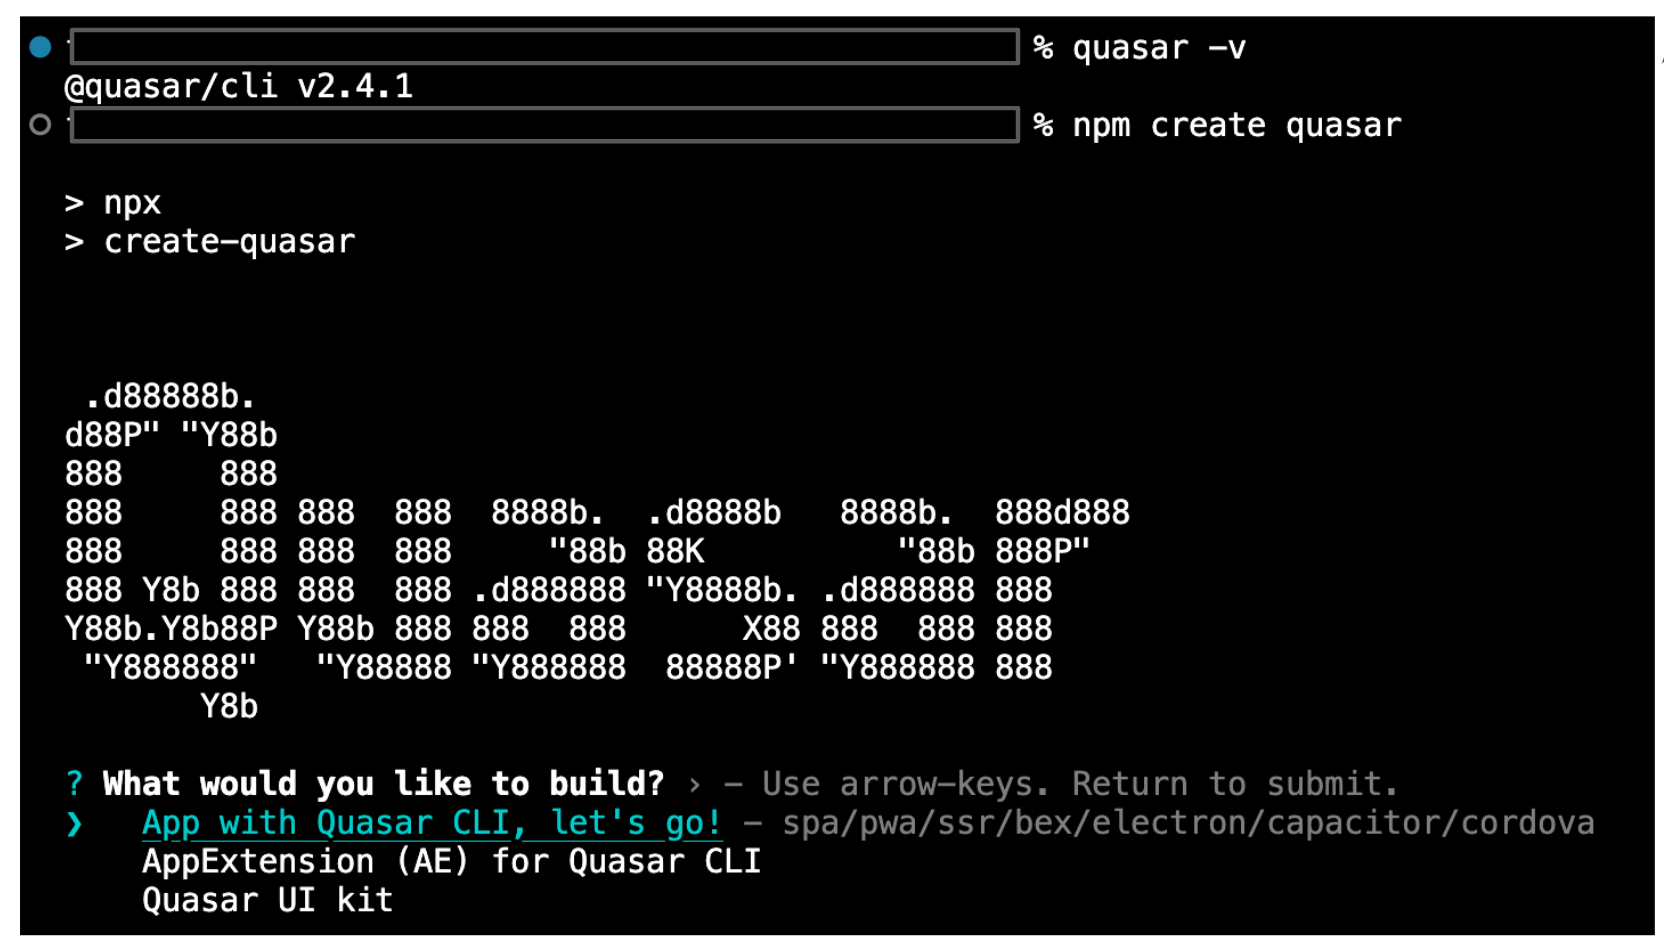 % quasar -v
@quasar/cli v2.4.1
% npm create quasar
> npx
> create-quasar
 .d88888b.
d88P" "Y88b
888     888
888     888 888  888  8888b.  .d8888b   8888b.  888d888
888     888 888  888     "88b 88K          "88b 888P"
888 Y8b 888 888  888 .d888888 "Y8888b. .d888888 888
Y88b.Y8b88P Y88b 888 888  888      X88 888  888 888
 "Y888888"   "Y88888 "Y888888  88888P' "Y888888 888
       Y8b
? What would you like to build? › - Use arrow-keys. Return to submit.
❯   App with Quasar CLI, let's go! - spa/pwa/ssr/bex/electron/capacitor/cordova
    AppExtension (AE) for Quasar CLI
    Quasar UI kit